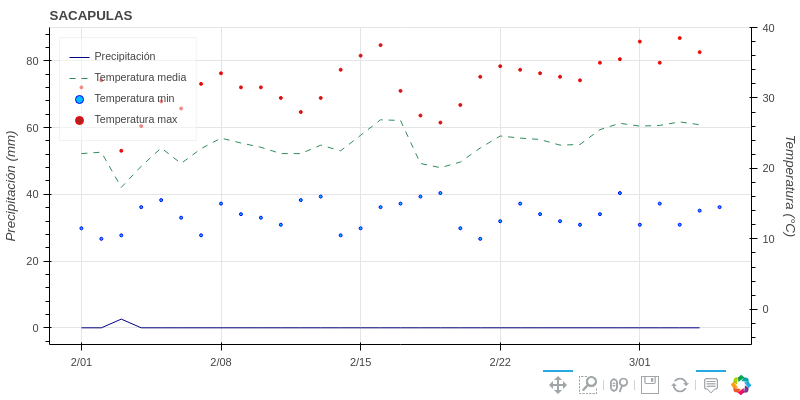 SACAPULAS
Precipitación
Temperatura media
Temperatura min
Temperatura max
Precipitación (mm)
80
60
40
20
0
Temperatura (°C)
40
30
20
10
0
2/01
2/08
2/15
2/22
3/01